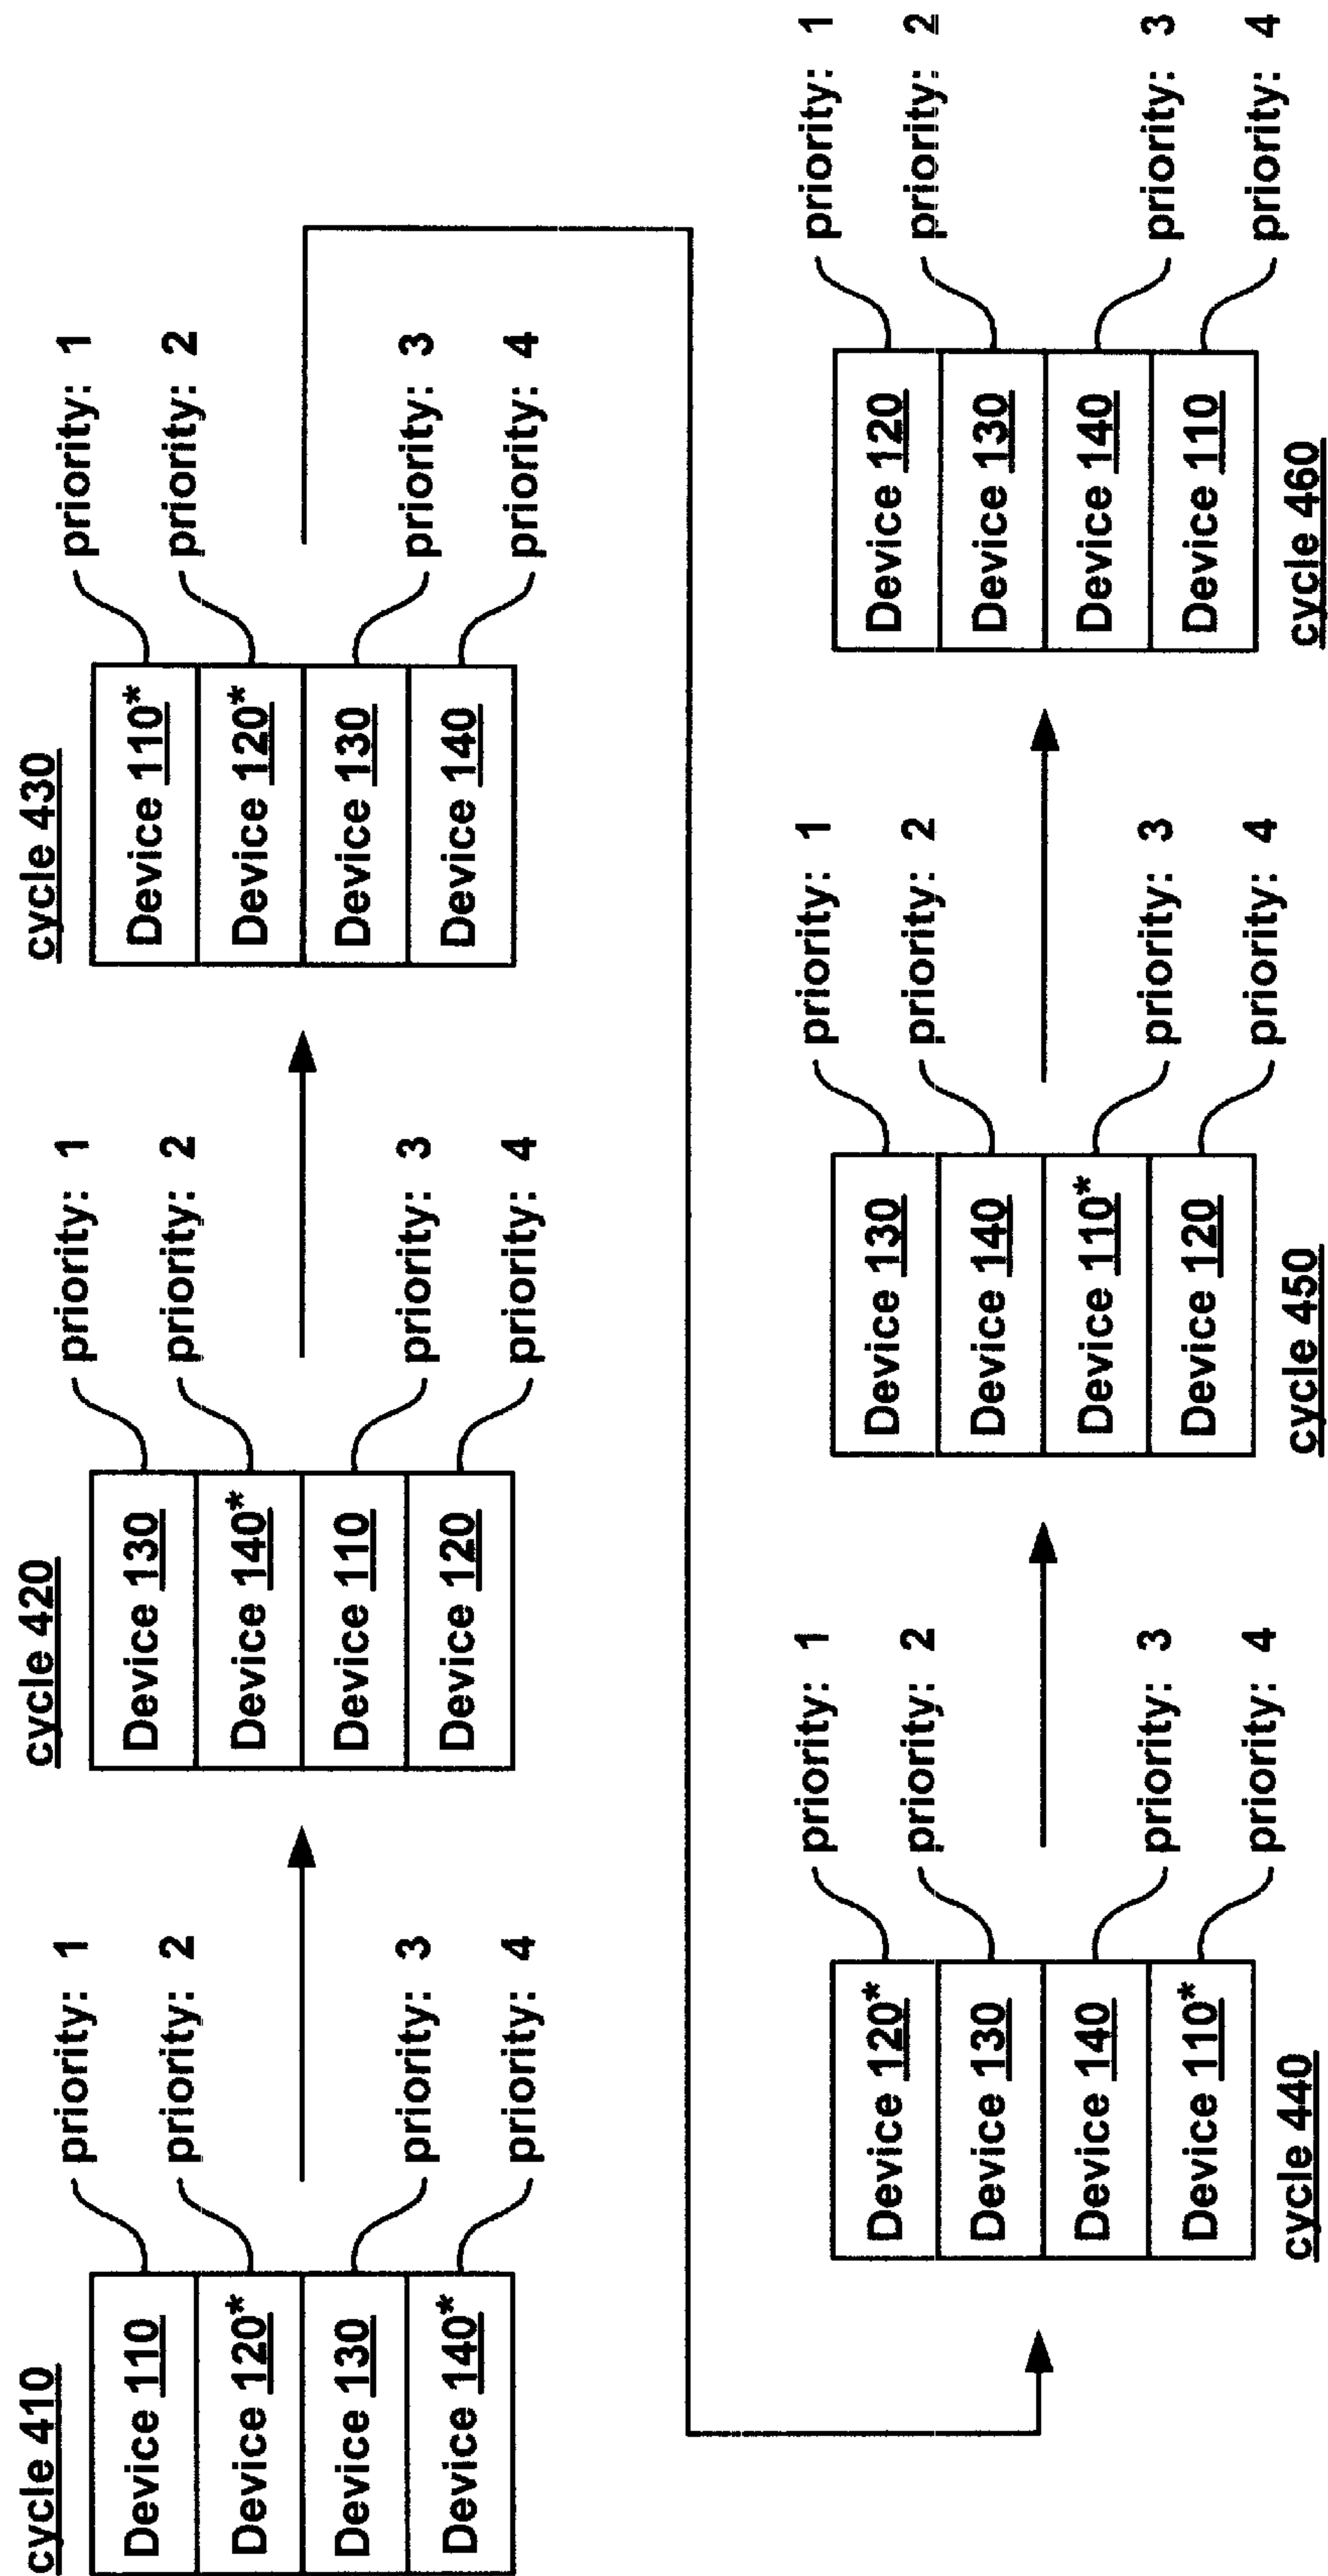 cycle 410
Device 110
priority: 1
Device 120*
priority: 2
Device 130
priority: 3
Device 140*
priority: 4
cycle 420
Device 130
priority: 1
Device 140*
priority: 2
Device 110
priority: 3
Device 120
priority: 4
cycle 430
Device 110*
priority: 1
Device 120*
priority: 2
Device 130
priority: 3
Device 140
priority: 4
Device 120*
priority: 1
Device 130
priority: 2
Device 140
priority: 3
Device 110*
priority: 4
cycle 440
Device 130
priority: 1
Device 140
priority: 2
Device 110*
priority: 3
Device 120
priority: 4
cycle 450
Device 120
priority: 1
Device 130
priority: 2
Device 140
priority: 3
Device 110
priority: 4
cycle 460